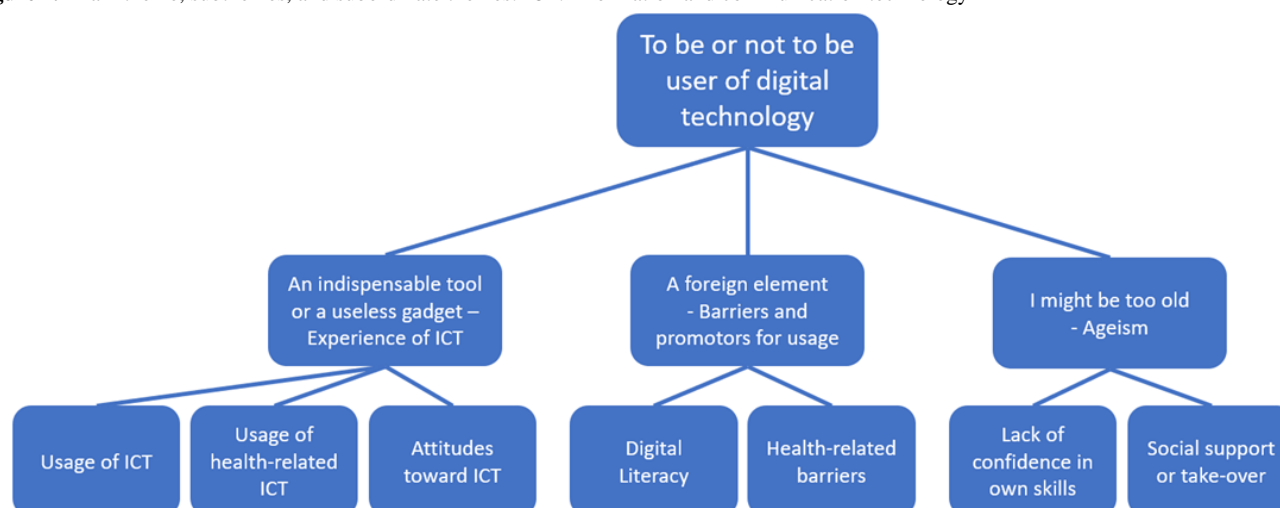 To be or not to be
user of digital
technology
An indispensable tool
or a useless gadget –
Experience of ICT
A foreign element
- Barriers and
promotors for usage
I might be too old
- Ageism
Usage of ICT
Usage of
health-related
ICT
Attitudes
toward ICT
Digital
Literacy
Health-related
barriers
Lack of
confidence in
own skills
Social support
or take-over